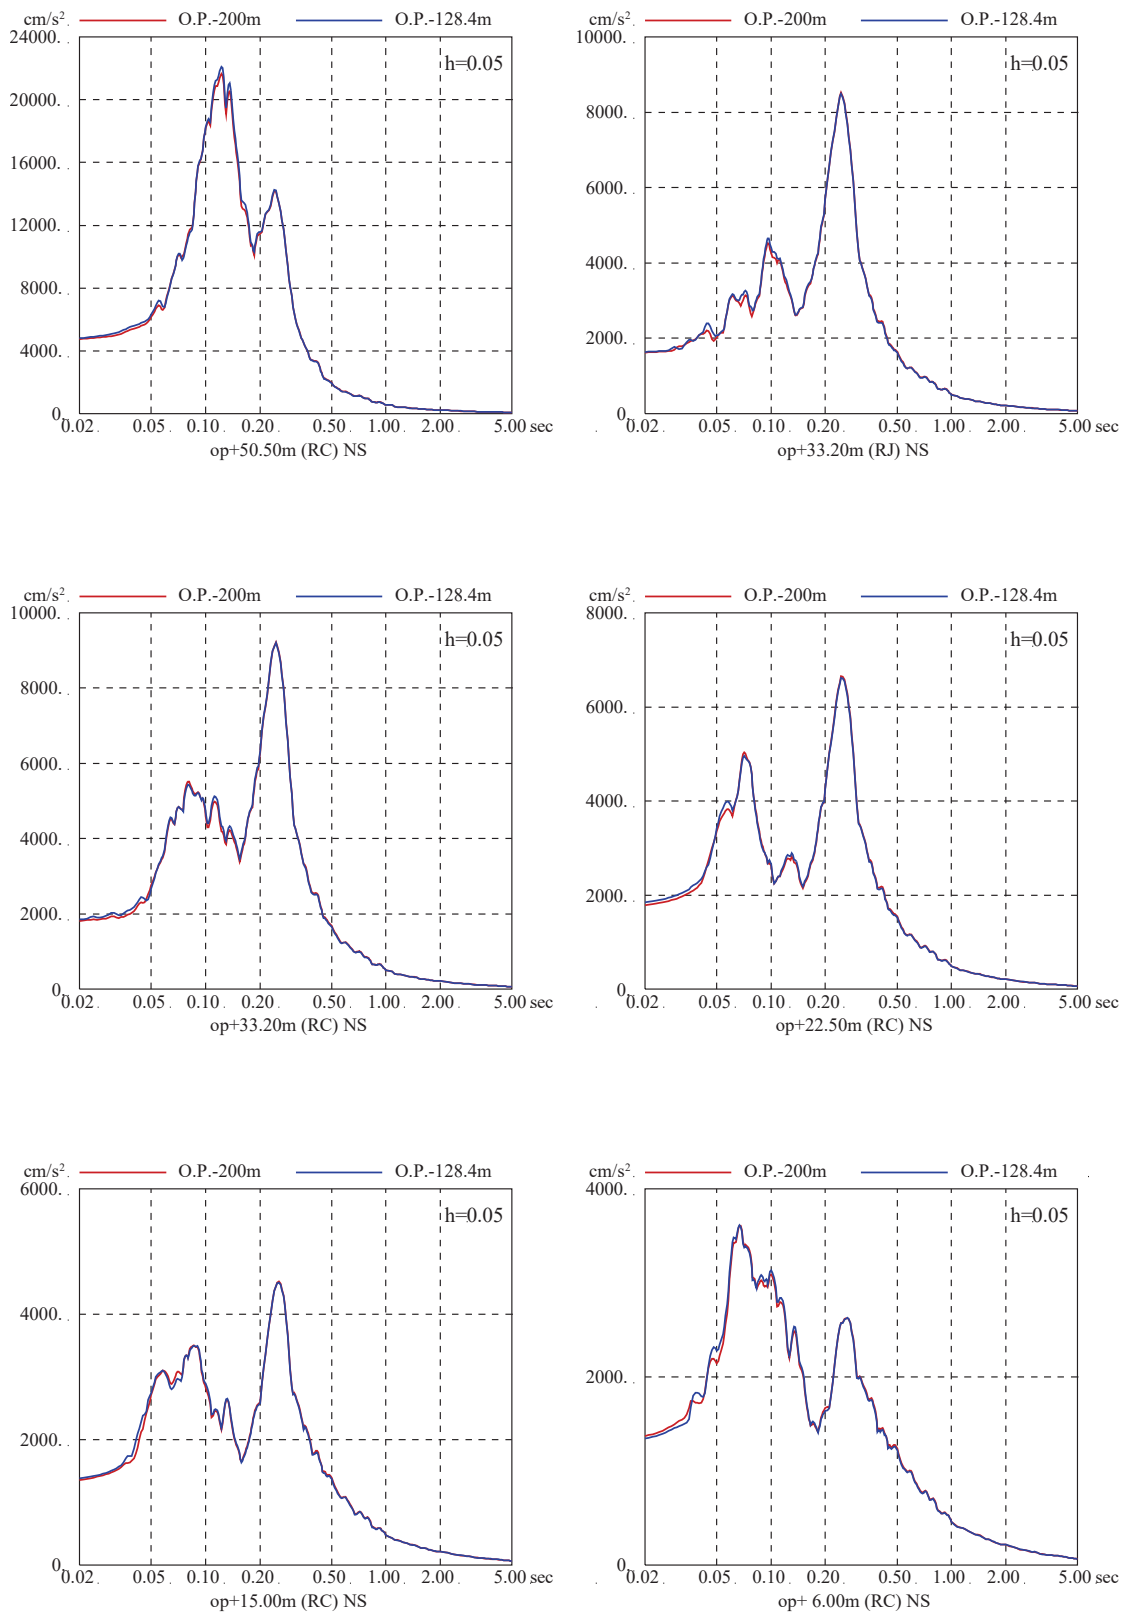 cm/s² O.P.-200m O.P.-128.4m cm/s² O.P.-200m O.P.-128.4m
24000. 10000.
h=0.05 h=0.05
20000. 8000.
16000. 6000.
12000. 4000.
8000. 2000.
4000.
0. 0.
0.02 0.05 0.10 0.20 0.50 1.00 2.00 5.00 sec 0.02 0.05 0.10 0.20 0.50 1.00 2.00 5.00 sec
op+50.50m (RC) NS op+33.20m (RJ) NS
cm/s² O.P.-200m O.P.-128.4m cm/s² O.P.-200m O.P.-128.4m
10000. 8000.
h=0.05 h=0.05
8000. 6000.
6000. 4000.
4000. 2000.
2000.
0. 0.
0.02 0.05 0.10 0.20 0.50 1.00 2.00 5.00 sec 0.02 0.05 0.10 0.20 0.50 1.00 2.00 5.00 sec
op+33.20m (RC) NS op+22.50m (RC) NS
cm/s² O.P.-200m O.P.-128.4m cm/s² O.P.-200m O.P.-128.4m
6000. 4000.
h=0.05 h=0.05
4000. 2000.
2000.
0. 0.
0.02 0.05 0.10 0.20 0.50 1.00 2.00 5.00 sec 0.02 0.05 0.10 0.20 0.50 1.00 2.00 5.00 sec
op+15.00m (RC) NS op+ 6.00m (RC) NS